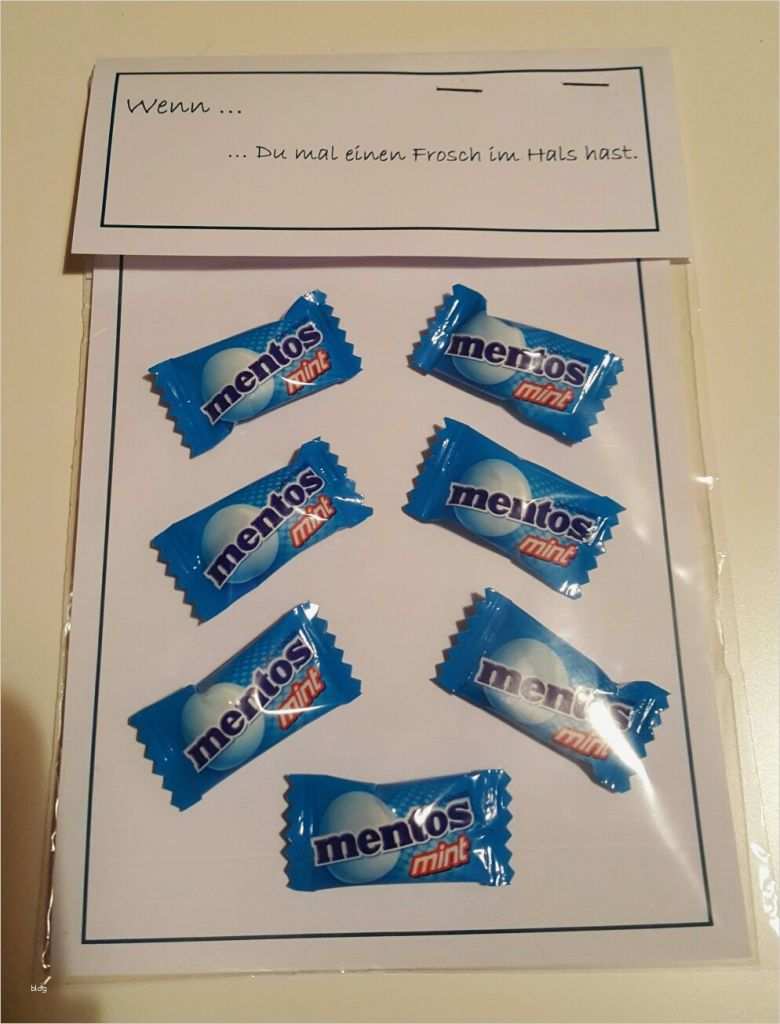 Wenn ...
... Du mal einen Frosch im Hals hast.
mentos
mint
mentos
mint
mentos
mint
mentos
mint
mentos
mint
mentos
mint
mentos
mint
blog